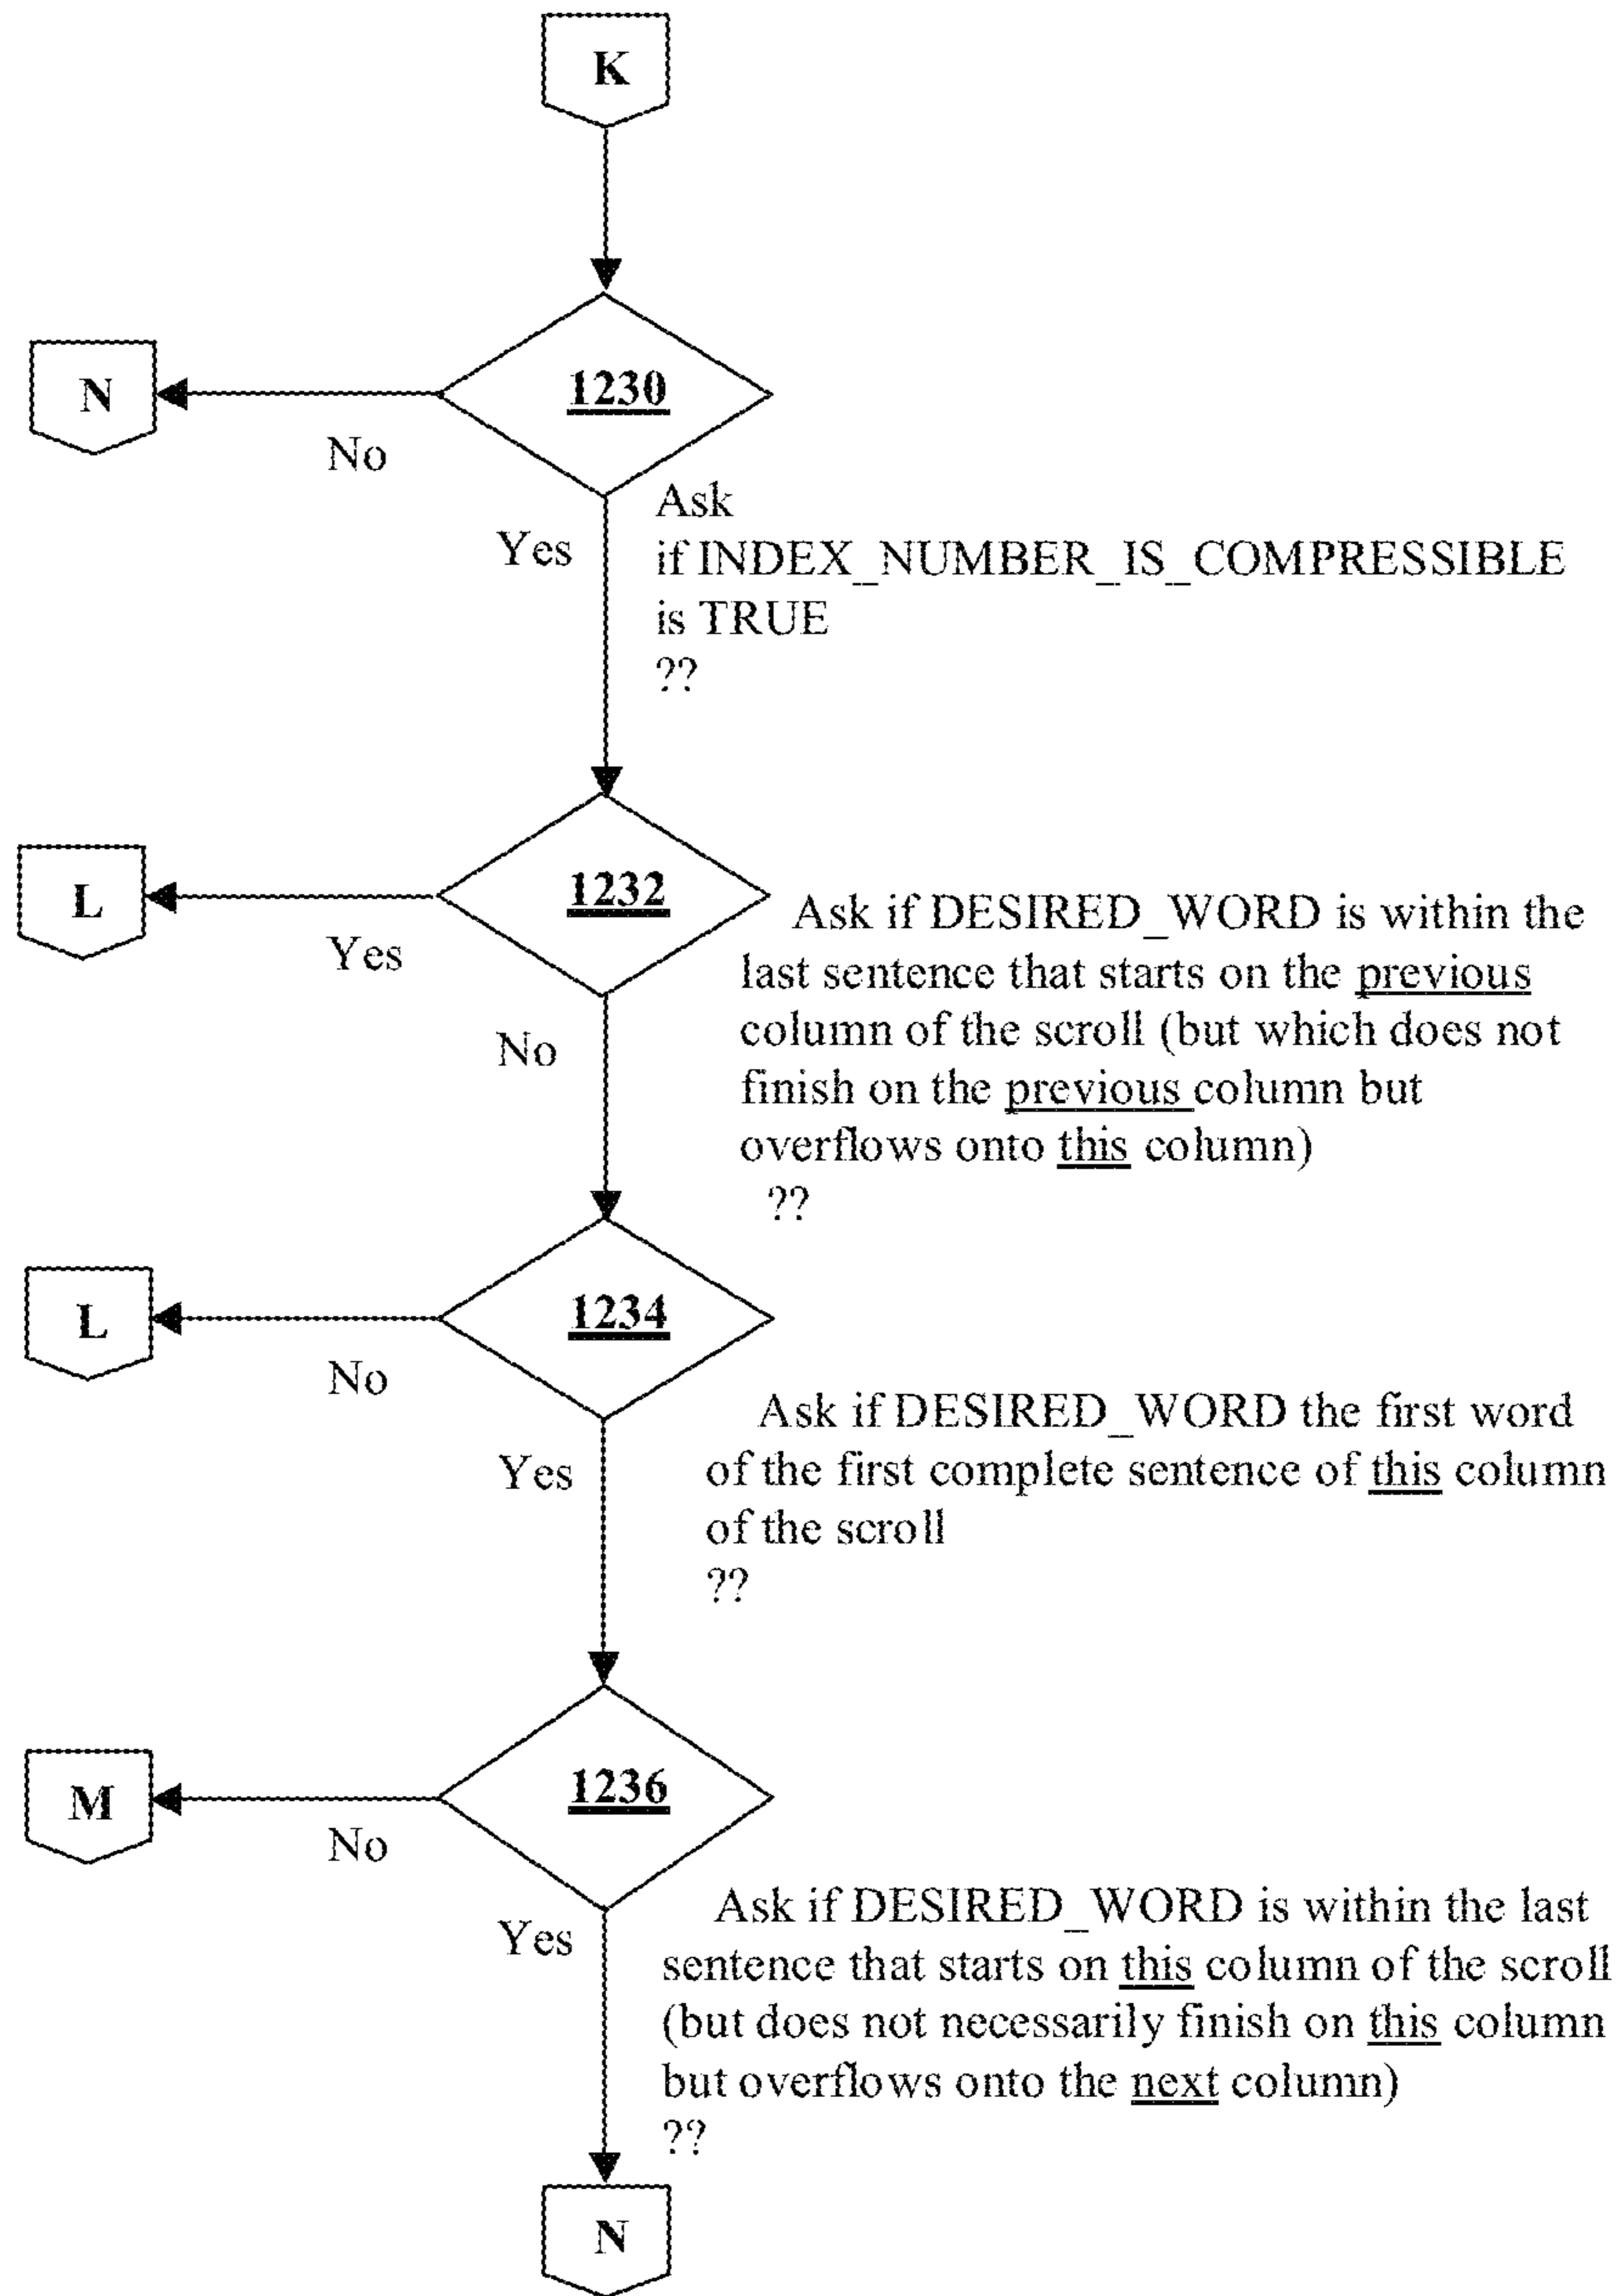 K
1230
N
No
Yes
Ask
if INDEX_NUMBER_IS_COMPRESSIBLE
is TRUE
??
1232
L
Yes
No
Ask if DESIRED_WORD is within the
last sentence that starts on the previous
column of the scroll (but which does not
finish on the previous column but
overflows onto this column)
??
1234
L
No
Yes
Ask if DESIRED_WORD the first word
of the first complete sentence of this column
of the scroll
??
1236
M
No
Yes
Ask if DESIRED_WORD is within the last
sentence that starts on this column of the scroll
(but does not necessarily finish on this column
but overflows onto the next column)
??
N